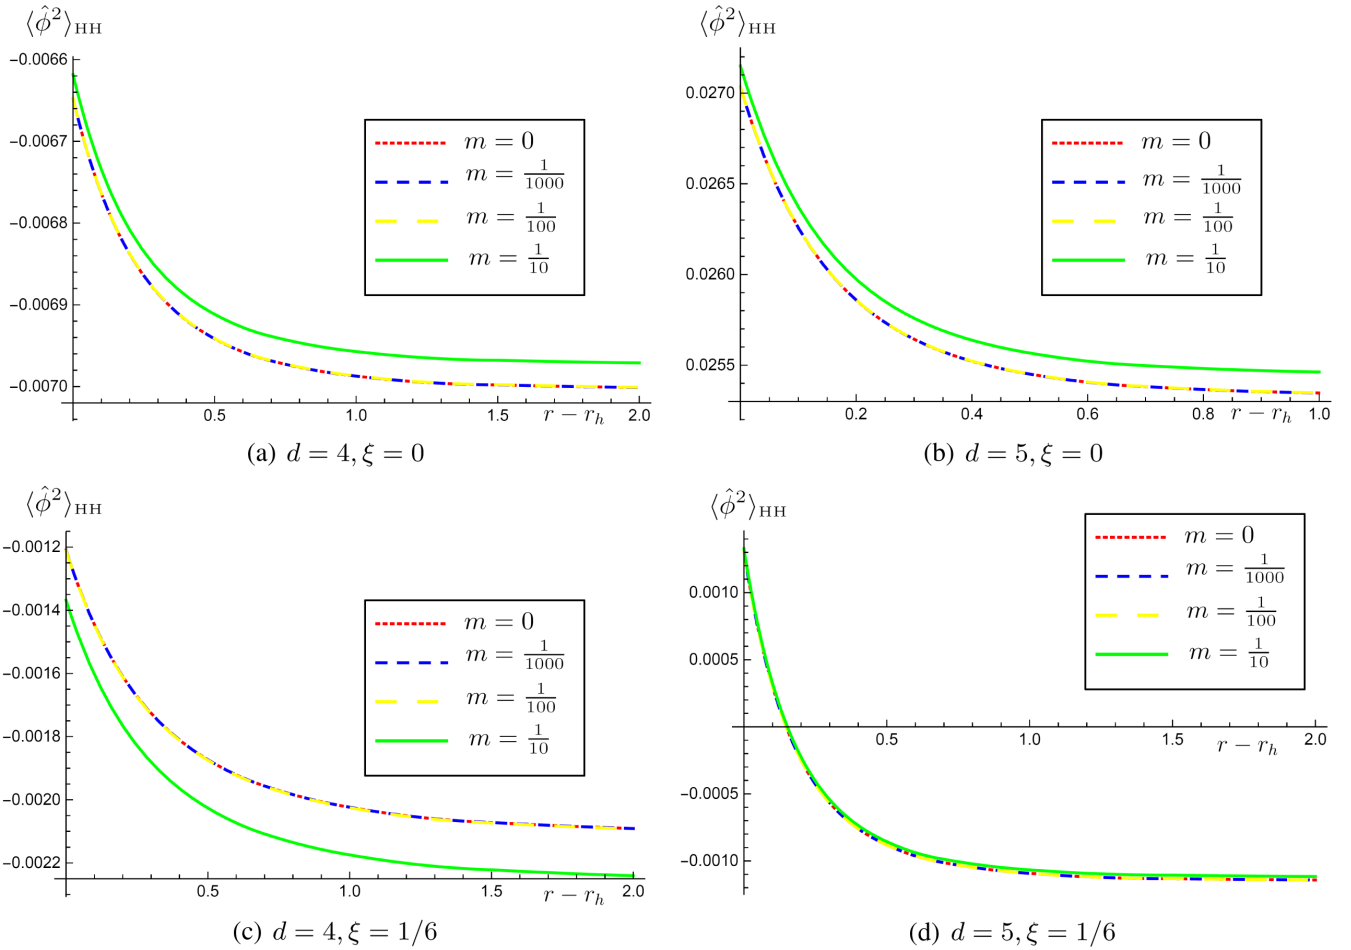 ⟨φ̂²⟩HH
−0.0066
−0.0067
−0.0068
−0.0069
−0.0070
0.5 1.0 1.5 2.0
r − r_h
m = 0
m = 1/1000
m = 1/100
m = 1/10
(a) d = 4, ξ = 0
⟨φ̂²⟩HH
0.0270
0.0265
0.0260
0.0255
0.2 0.4 0.6 0.8 1.0
r − r_h
m = 0
m = 1/1000
m = 1/100
m = 1/10
(b) d = 5, ξ = 0
⟨φ̂²⟩HH
−0.0012
−0.0014
−0.0016
−0.0018
−0.0020
−0.0022
0.5 1.0 1.5 2.0
r − r_h
m = 0
m = 1/1000
m = 1/100
m = 1/10
(c) d = 4, ξ = 1/6
⟨φ̂²⟩HH
0.0010
0.0005
−0.0005
−0.0010
0.5 1.0 1.5 2.0
r − r_h
m = 0
m = 1/1000
m = 1/100
m = 1/10
(d) d = 5, ξ = 1/6